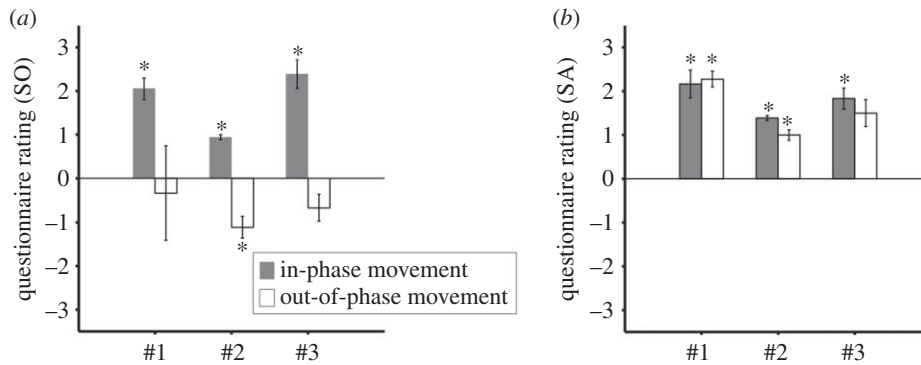 (a)
questionnaire rating (SO)
3
2
1
0
–1
–2
–3
* * *
*
in-phase movement
out-of-phase movement
#1 #2 #3
(b)
questionnaire rating (SA)
3
2
1
0
–1
–2
–3
* * *
* *
#1 #2 #3